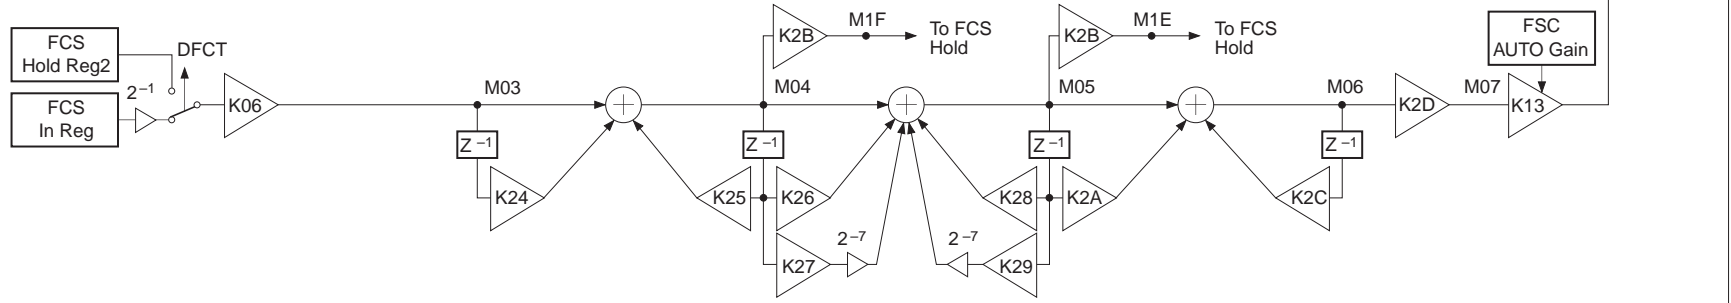 FCS
Hold Reg2
DFCT
FCS
In Reg
2–1
K06
M03
Z –1
K24
K2B
M1F
To FCS
Hold
M04
Z –1
K25
K26
K27
2–7
K2B
M1E
To FCS
Hold
M05
Z –1
K28
K2A
2–7
K29
M06
Z –1
K2C
K2D
M07
FSC
AUTO Gain
K13